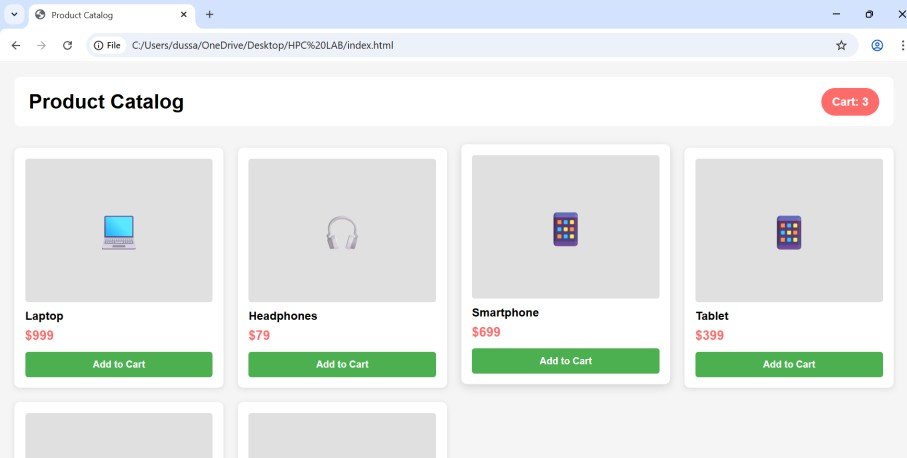 Product Catalog
File C:/Users/dussa/OneDrive/Desktop/HPC%20LAB/index.html
Product Catalog Cart: 3
Laptop
$999
Add to Cart
Headphones
$79
Add to Cart
Smartphone
$699
Add to Cart
Tablet
$399
Add to Cart